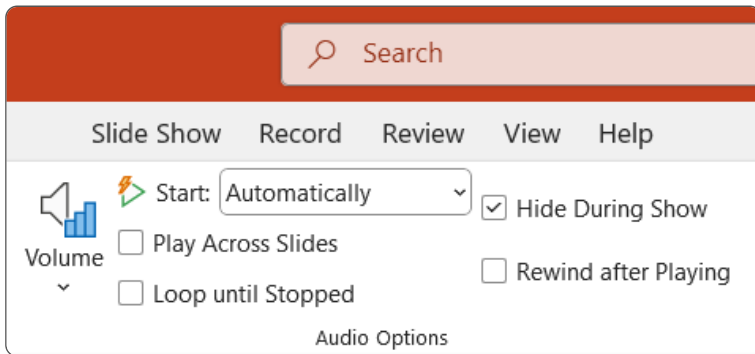 Search
Slide Show Record Review View Help
Start: Automatically
Hide During Show
Volume
Play Across Slides
Rewind after Playing
Loop until Stopped
Audio Options